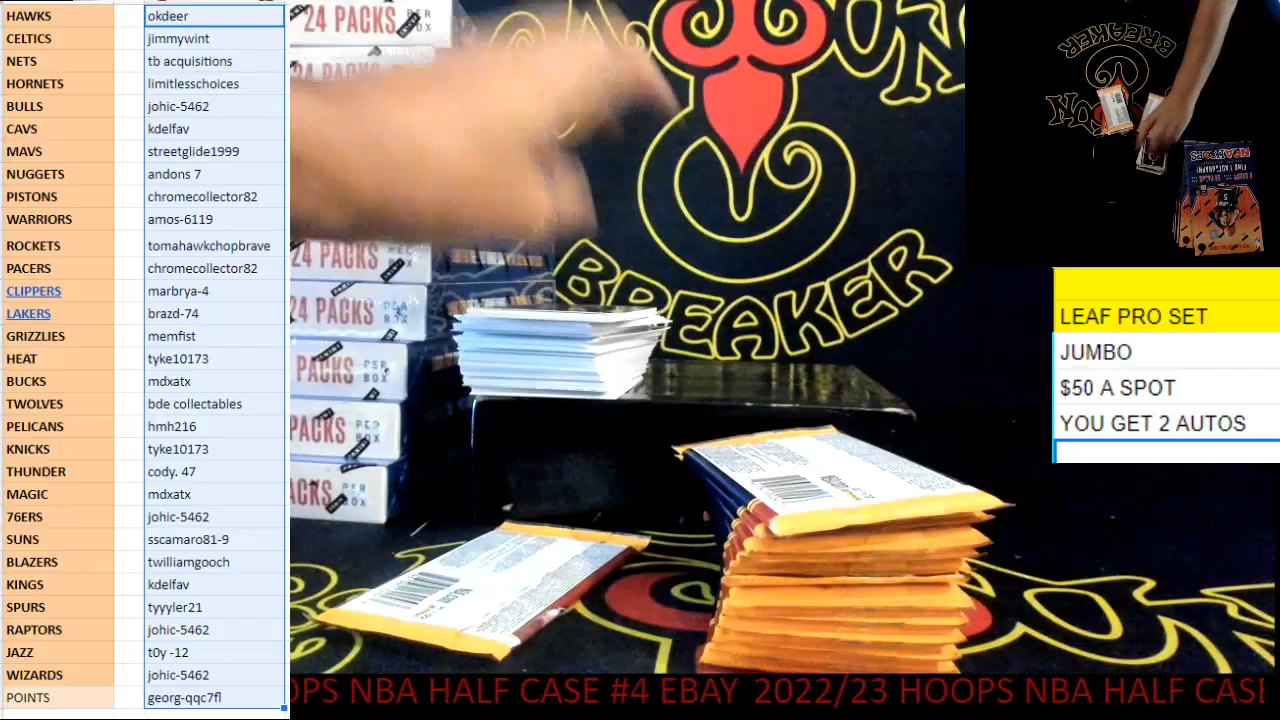 HAWKS okdeer
CELTICS jimmywint
NETS tb acquisitions
HORNETS limitlesschoices
BULLS johic-5462
CAVS kdelfav
MAVS streetglide1999
NUGGETS andons 7
PISTONS chromecollector82
WARRIORS amos-6119
ROCKETS tomahawkchopbrave
PACERS chromecollector82
CLIPPERS marbrya-4
LAKERS brazd-74
GRIZZLIES memfist
HEAT tyke10173
BUCKS mdxatx
TWOLVES bde collectables
PELICANS hmh216
KNICKS tyke10173
THUNDER cody. 47
MAGIC mdxatx
76ERS johic-5462
SUNS sscamaro81-9
BLAZERS twilliamgooch
KINGS kdelfav
SPURS tyyyler21
RAPTORS johic-5462
JAZZ t0y -12
WIZARDS johic-5462
POINTS georg-qqc7fl
24 PACKS PER BOX
24 PACKS
24 PACKS
PACKS PER BOX
PACKS PER
ACKS PER BOX
BREAKER
BREAKER
LEAF PRO SET
JUMBO
$50 A SPOT
YOU GET 2 AUTOS
OPS NBA HALF CASE #4 EBAY 2022/23 HOOPS NBA HALF CASE